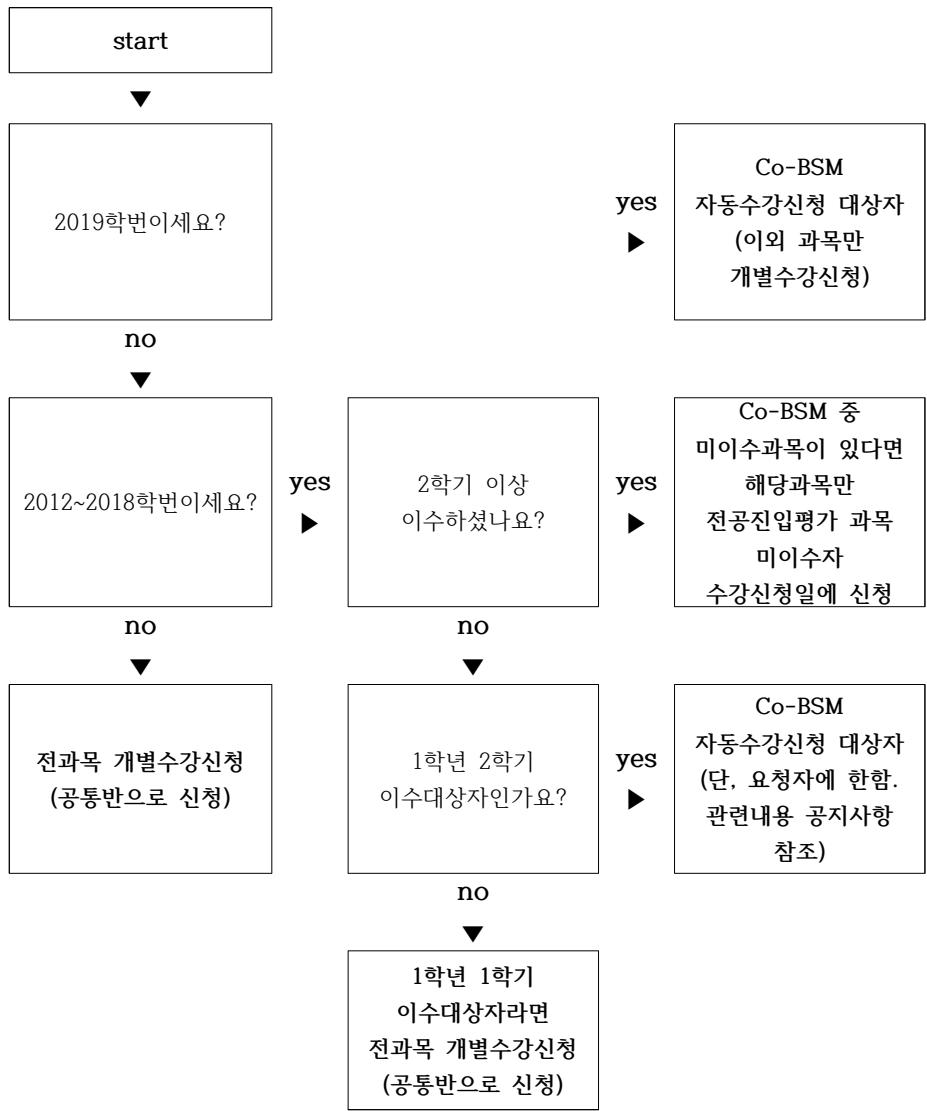 start
▼
2019학번이세요?
yes
▶
Co-BSM
자동수강신청 대상자
(이외 과목만
개별수강신청)
no
▼
2012~2018학번이세요?
yes
▶
2학기 이상
이수하셨나요?
yes
▶
Co-BSM 중
미이수과목이 있다면
해당과목만
전공진입평가 과목
미이수자
수강신청일에 신청
no
▼
no
▼
전과목 개별수강신청
(공통반으로 신청)
1학년 2학기
이수대상자인가요?
yes
▶
Co-BSM
자동수강신청 대상자
(단, 요청자에 한함.
관련내용 공지사항
참조)
no
▼
1학년 1학기
이수대상자라면
전과목 개별수강신청
(공통반으로 신청)